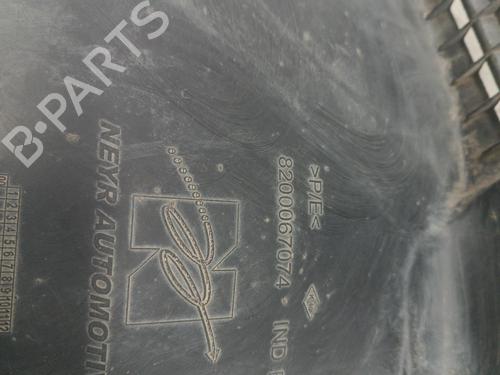 B-PARTS
>P/E<
8200067074 IND
NEYR AUTOMOTI